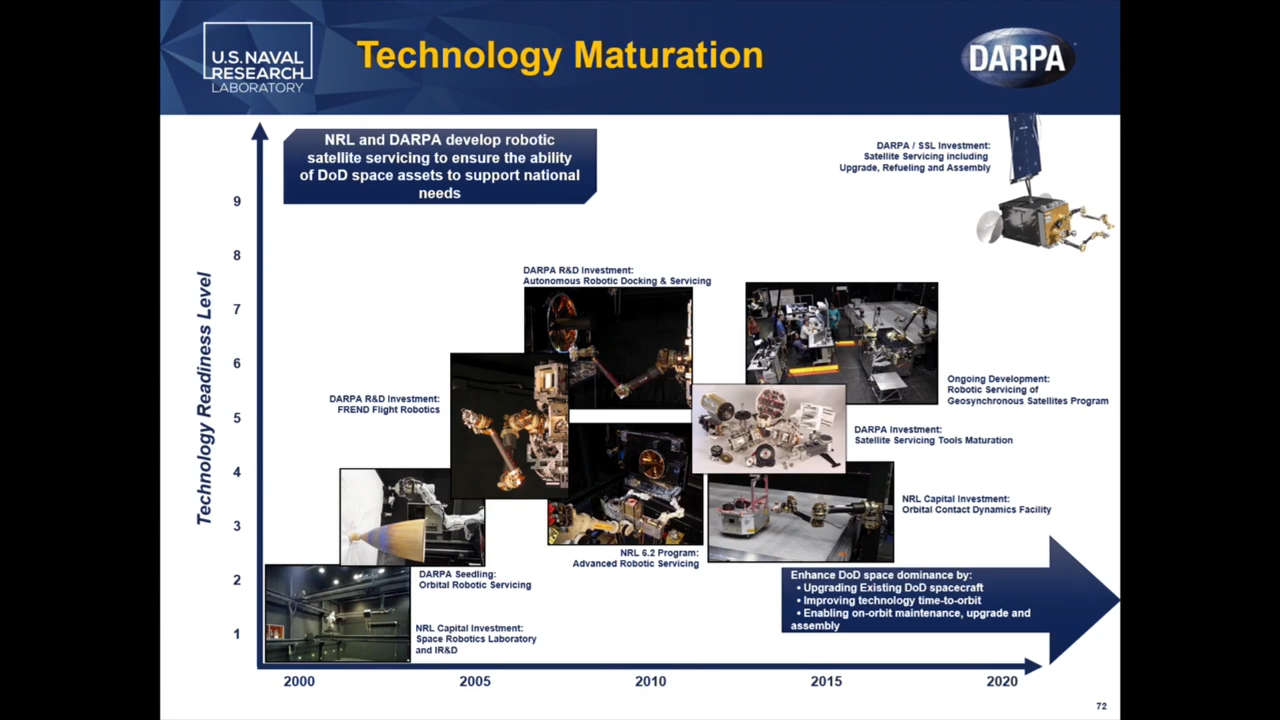 U.S. NAVAL
RESEARCH
LABORATORY
Technology Maturation
DARPA
NRL and DARPA develop robotic
satellite servicing to ensure the ability
of DoD space assets to support national
needs
DARPA / SSL Investment:
Satellite Servicing including
Upgrade, Refueling and Assembly
Technology Readiness Level
9
8
7
6
5
4
3
2
1
DARPA R&D Investment:
Autonomous Robotic Docking & Servicing
DARPA R&D Investment:
FREND Flight Robotics
Ongoing Development:
Robotic Servicing of
Geosynchronous Satellites Program
DARPA Investment:
Satellite Servicing Tools Maturation
NRL Capital Investment:
Orbital Contact Dynamics Facility
NRL 6.2 Program:
Advanced Robotic Servicing
DARPA Seedling:
Orbital Robotic Servicing
NRL Capital Investment:
Space Robotics Laboratory
and IR&D
Enhance DoD space dominance by:
• Upgrading Existing DoD spacecraft
• Improving technology time-to-orbit
• Enabling on-orbit maintenance, upgrade and
assembly
2000
2005
2010
2015
2020
72